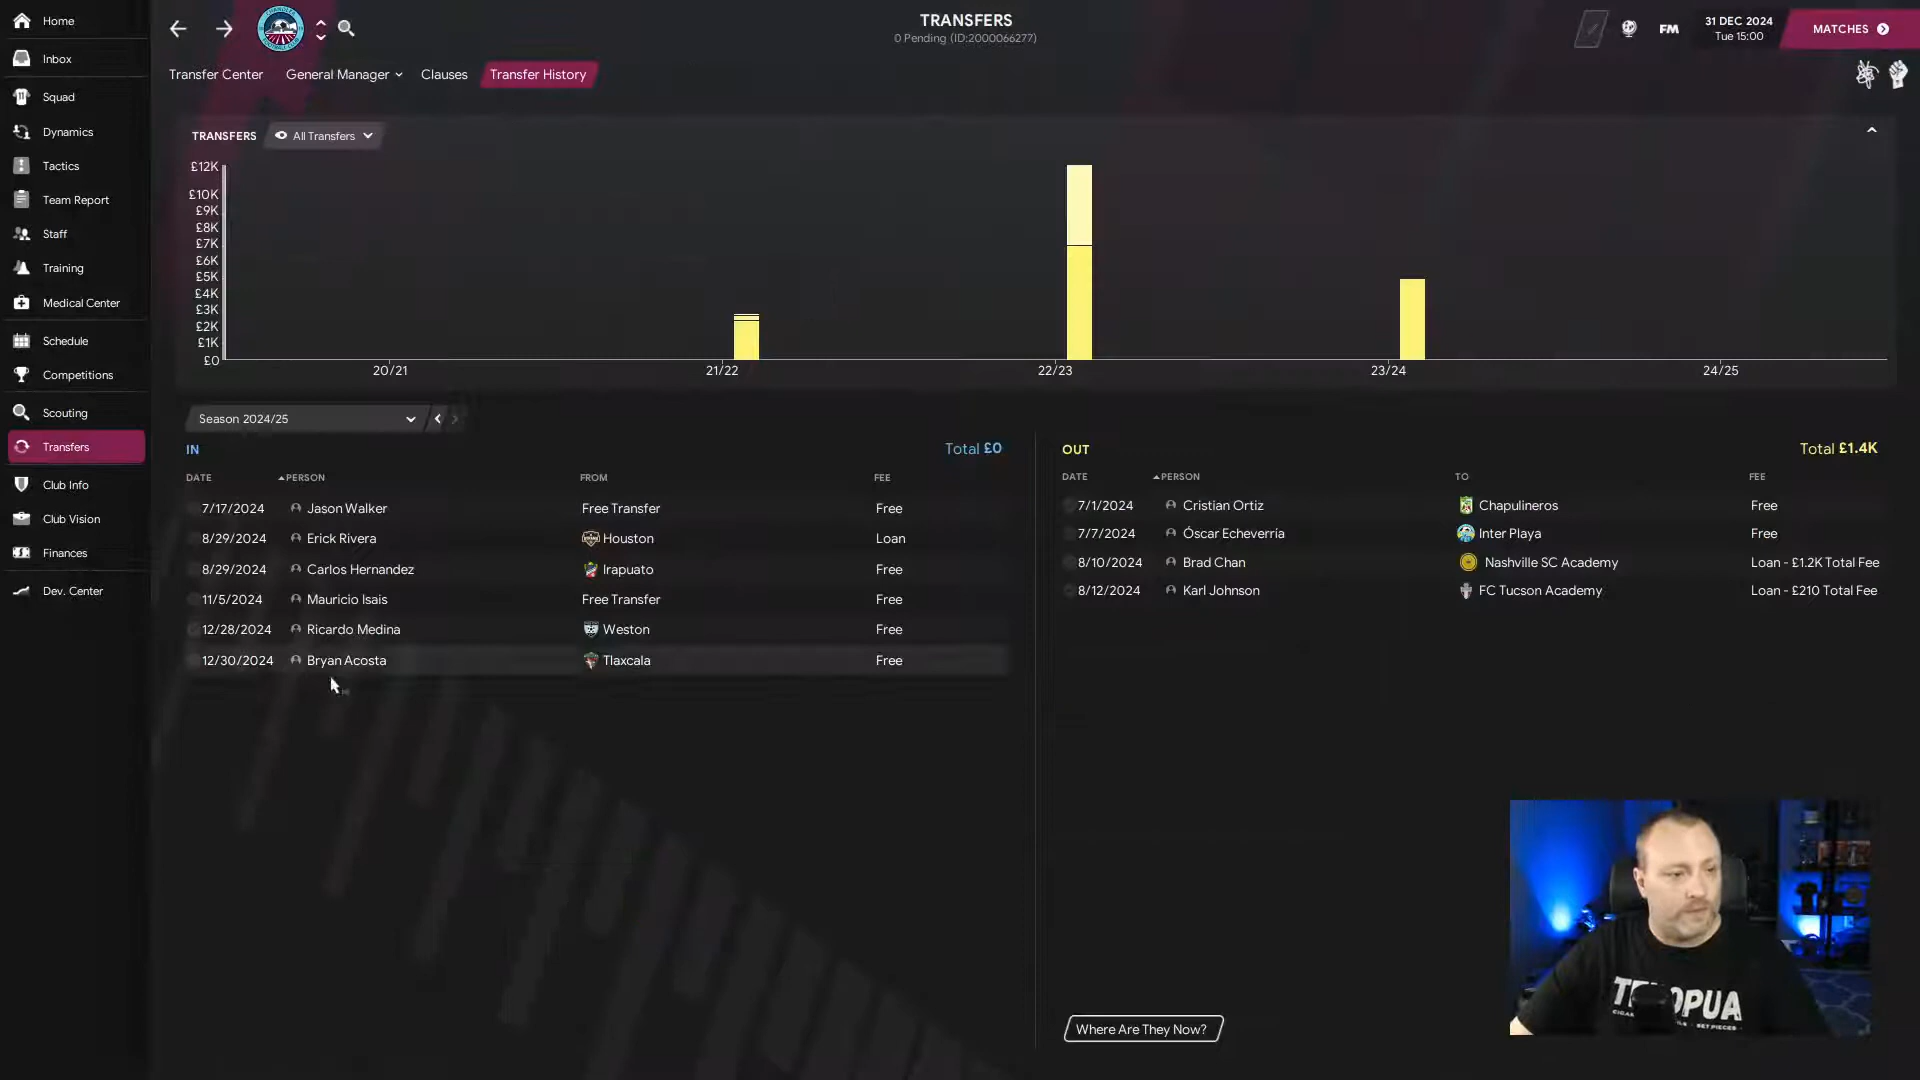 Home
Inbox
Squad
Dynamics
Tactics
Team Report
Staff
Training
Medical Center
Schedule
Competitions
Scouting
Transfers
Club Info
Club Vision
Finances
Dev. Center
TRANSFERS
0 Pending (ID:2000066277)
FM
31 DEC 2024
Tue 15:00
MATCHES
Transfer Center
General Manager
Clauses
Transfer History
TRANSFERS
All Transfers
£12K
£10K
£9K
£8K
£7K
£6K
£5K
£4K
£3K
£2K
£1K
£0
20/21
21/22
22/23
23/24
24/25
Season 2024/25
IN
Total £0
DATE PERSON FROM FEE
7/17/2024 Jason Walker Free Transfer Free
8/29/2024 Erick Rivera Houston Loan
8/29/2024 Carlos Hernandez Irapuato Free
11/5/2024 Mauricio Isais Free Transfer Free
12/28/2024 Ricardo Medina Weston Free
12/30/2024 Bryan Acosta Tlaxcala Free
OUT
Total £1.4K
DATE PERSON TO FEE
7/1/2024 Cristian Ortiz Chapulineros Free
7/7/2024 Óscar Echeverría Inter Playa Free
8/10/2024 Brad Chan Nashville SC Academy Loan - £1.2K Total Fee
8/12/2024 Karl Johnson FC Tucson Academy Loan - £210 Total Fee
Where Are They Now?